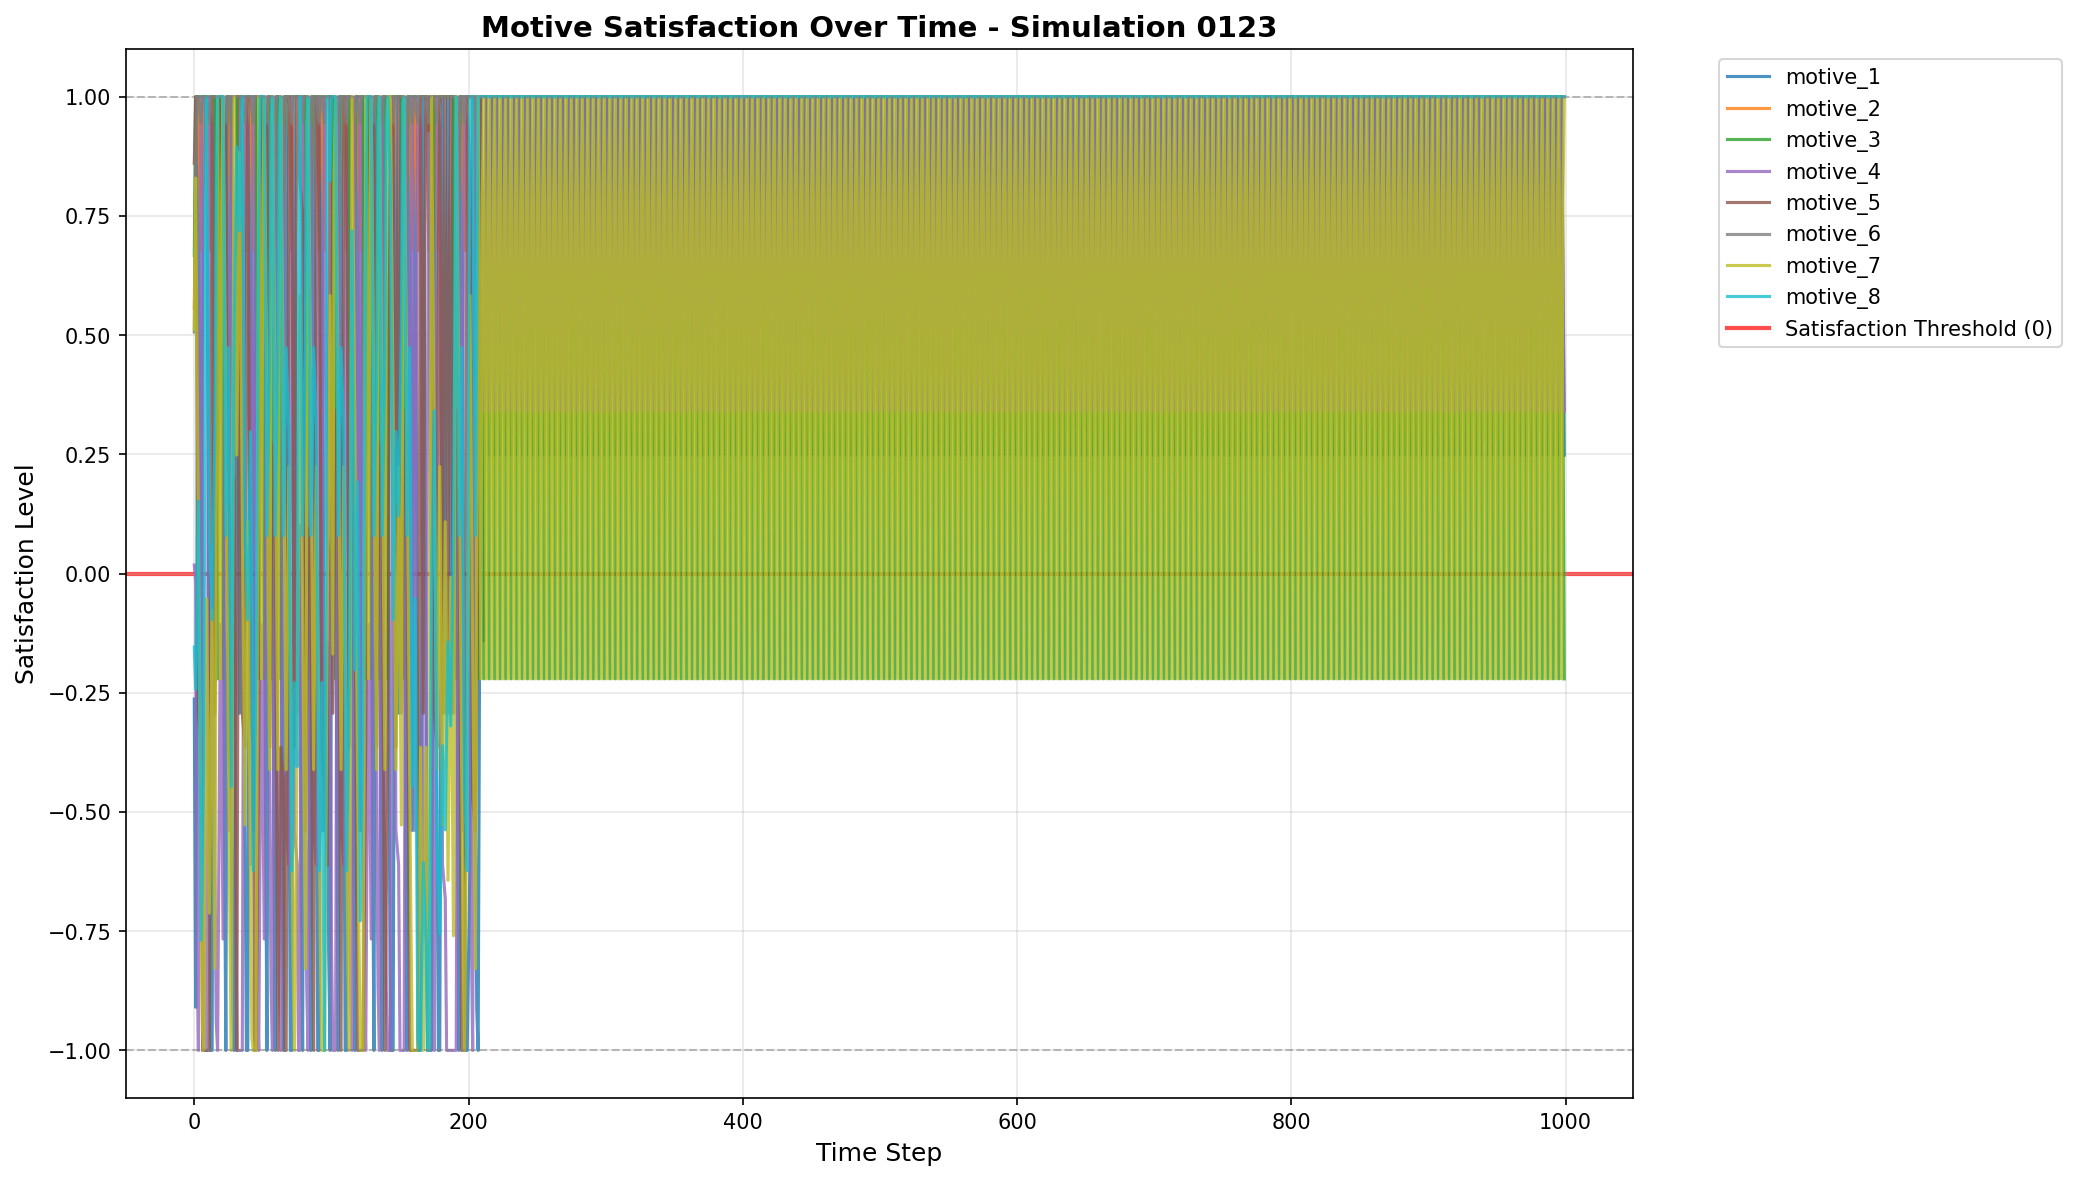 Motive Satisfaction Over Time - Simulation 0123
Satisfaction Level
1.00
0.75
0.50
0.25
0.00
−0.25
−0.50
−0.75
−1.00
0
200
400
600
800
1000
Time Step
motive_1
motive_2
motive_3
motive_4
motive_5
motive_6
motive_7
motive_8
Satisfaction Threshold (0)